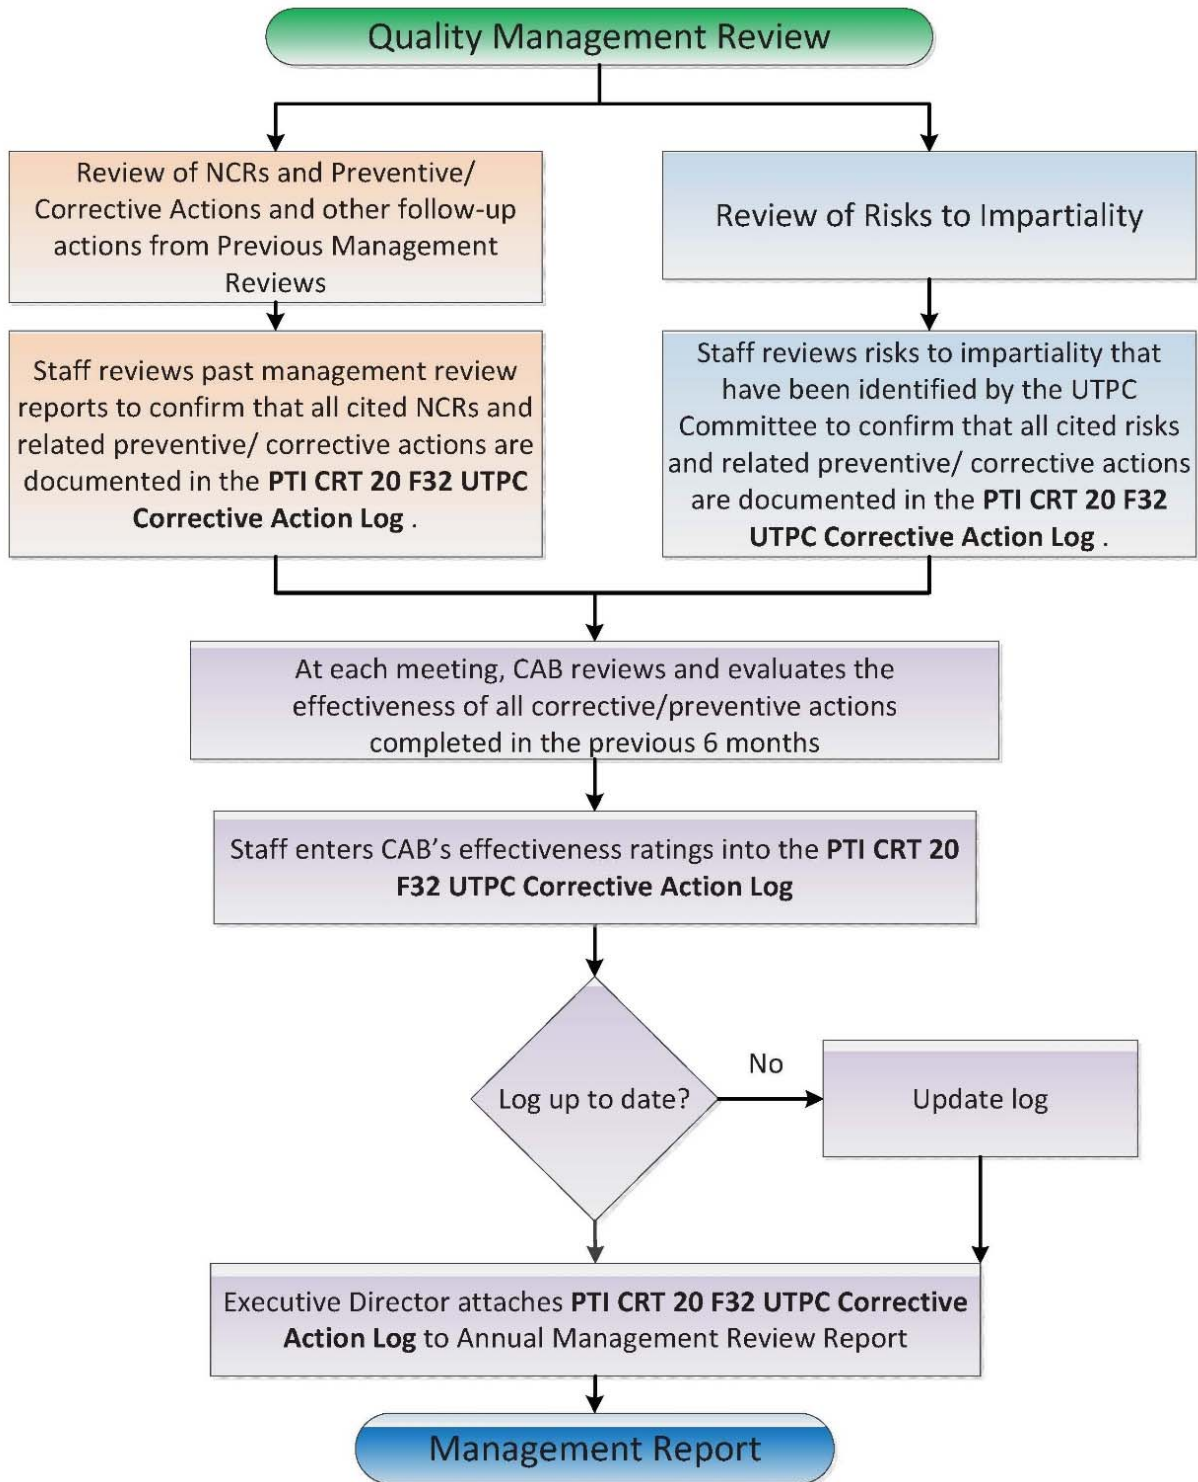 Quality Management Review
Review of NCRs and Preventive/
Corrective Actions and other follow-up
actions from Previous Management
Reviews
Review of Risks to Impartiality
Staff reviews past management review
reports to confirm that all cited NCRs and
related preventive/ corrective actions are
documented in the PTI CRT 20 F32 UTPC
Corrective Action Log .
Staff reviews risks to impartiality that
have been identified by the UTPC
Committee to confirm that all cited risks
and related preventive/ corrective actions
are documented in the PTI CRT 20 F32
UTPC Corrective Action Log .
At each meeting, CAB reviews and evaluates the
effectiveness of all corrective/preventive actions
completed in the previous 6 months
Staff enters CAB’s effectiveness ratings into the PTI CRT 20
F32 UTPC Corrective Action Log
Log up to date?
No
Update log
Executive Director attaches PTI CRT 20 F32 UTPC Corrective
Action Log to Annual Management Review Report
Management Report